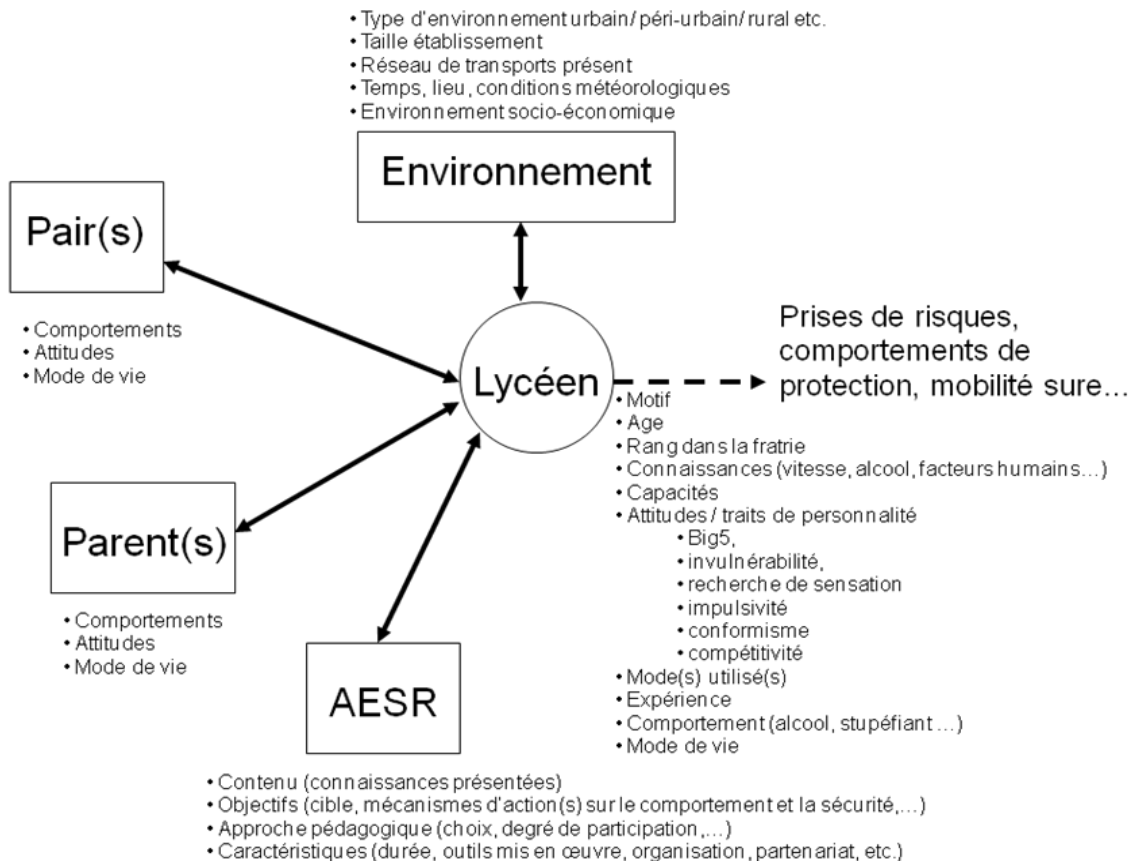 • Type d'environnement urbain/ péri-urbain/ rural etc.
• Taille établissement
• Réseau de transports présent
• Temps, lieu, conditions météorologiques
• Environnement socio-économique
Environnement
Pair(s)
• Comportements
• Attitudes
• Mode de vie
Lycéen
Prises de risques,
comportements de
protection, mobilité sure...
• Motif
• Age
• Rang dans la fratrie
• Connaissances (vitesse, alcool, facteurs humains...)
• Capacités
• Attitudes / traits de personnalité
• Big5,
• invulnérabilité,
• recherche de sensation
• impulsivité
• conformisme
• compétitivité
• Mode(s) utilisé(s)
• Expérience
• Comportement (alcool, stupéfiant ...)
• Mode de vie
Parent(s)
• Comportements
• Attitudes
• Mode de vie
AESR
• Contenu (connaissances présentées)
• Objectifs (cible, mécanismes d'action(s) sur le comportement et la sécurité,...)
• Approche pédagogique (choix, degré de participation,...)
• Caractéristiques (durée, outils mis en œuvre, organisation, partenariat, etc.)